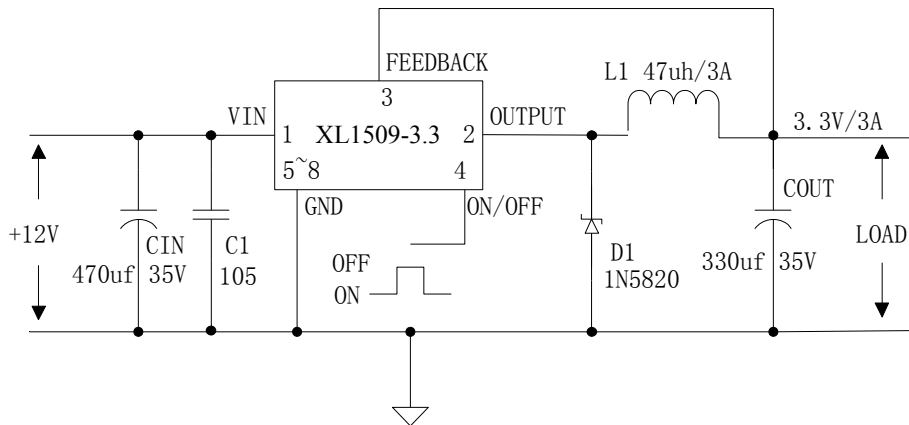 FEEDBACK
L1 47uh/3A
3
VIN
OUTPUT
3.3V/3A
1 XL1509-3.3 2
5~8
4
GND
ON/OFF
COUT
+12V
CIN
C1
OFF
D1
LOAD
470uf 35V
105
ON
1N5820
330uf 35V